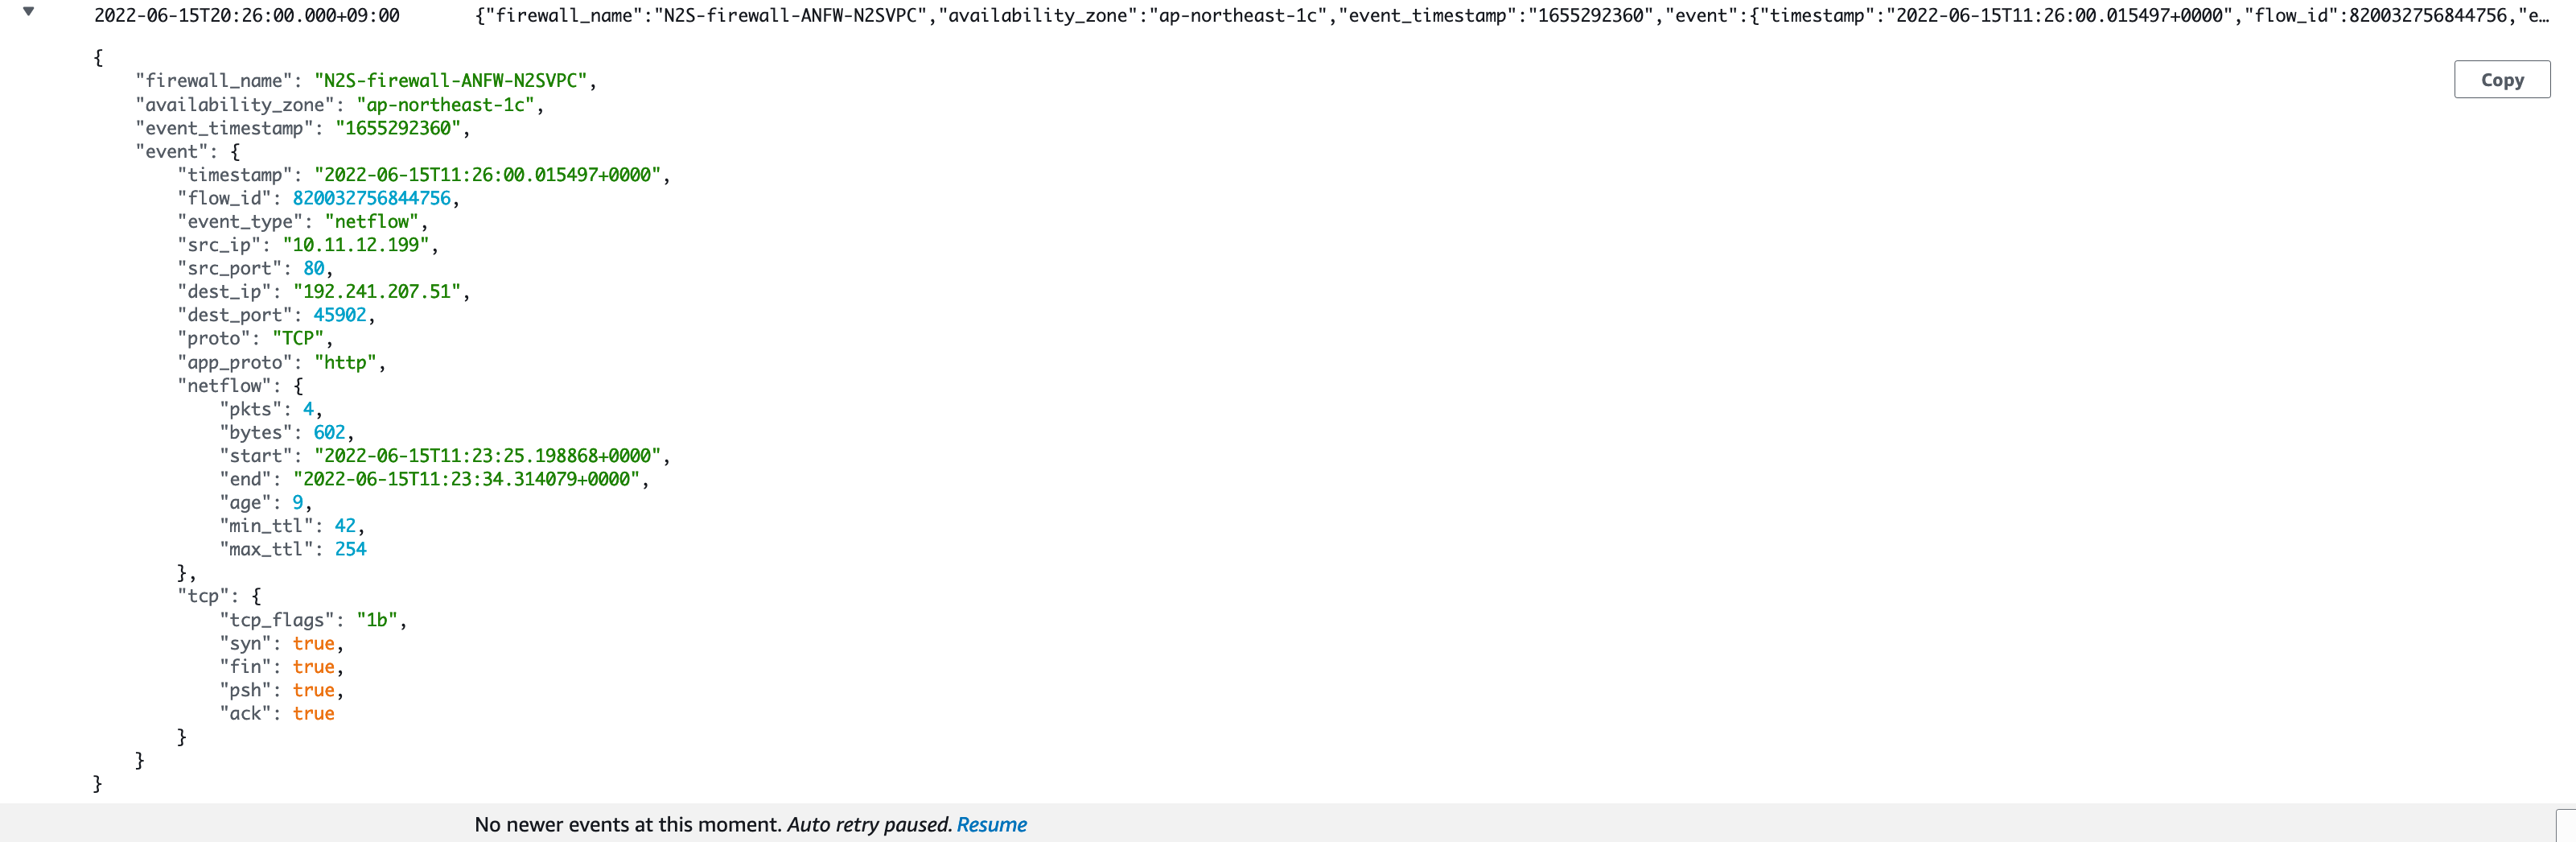 2022-06-15T20:26:00.000+09:00 {"firewall_name":"N2S-firewall-ANFW-N2SVPC","availability_zone":"ap-northeast-1c","event_timestamp":"1655292360","event":{"timestamp":"2022-06-15T11:26:00.015497+0000","flow_id":820032756844756,"e…
{
"firewall_name": "N2S-firewall-ANFW-N2SVPC",
Copy
"availability_zone": "ap-northeast-1c",
"event_timestamp": "1655292360",
"event": {
"timestamp": "2022-06-15T11:26:00.015497+0000",
"flow_id": 820032756844756,
"event_type": "netflow",
"src_ip": "10.11.12.199",
"src_port": 80,
"dest_ip": "192.241.207.51",
"dest_port": 45902,
"proto": "TCP",
"app_proto": "http",
"netflow": {
"pkts": 4,
"bytes": 602,
"start": "2022-06-15T11:23:25.198868+0000",
"end": "2022-06-15T11:23:34.314079+0000",
"age": 9,
"min_ttl": 42,
"max_ttl": 254
},
"tcp": {
"tcp_flags": "1b",
"syn": true,
"fin": true,
"psh": true,
"ack": true
}
}
}
No newer events at this moment. Auto retry paused. Resume